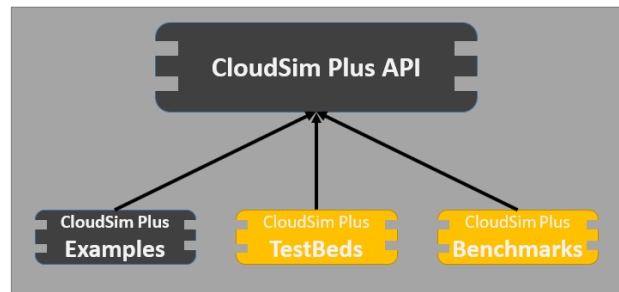 CloudSim Plus API
CloudSim Plus
Examples
CloudSim Plus
TestBeds
CloudSim Plus
Benchmarks